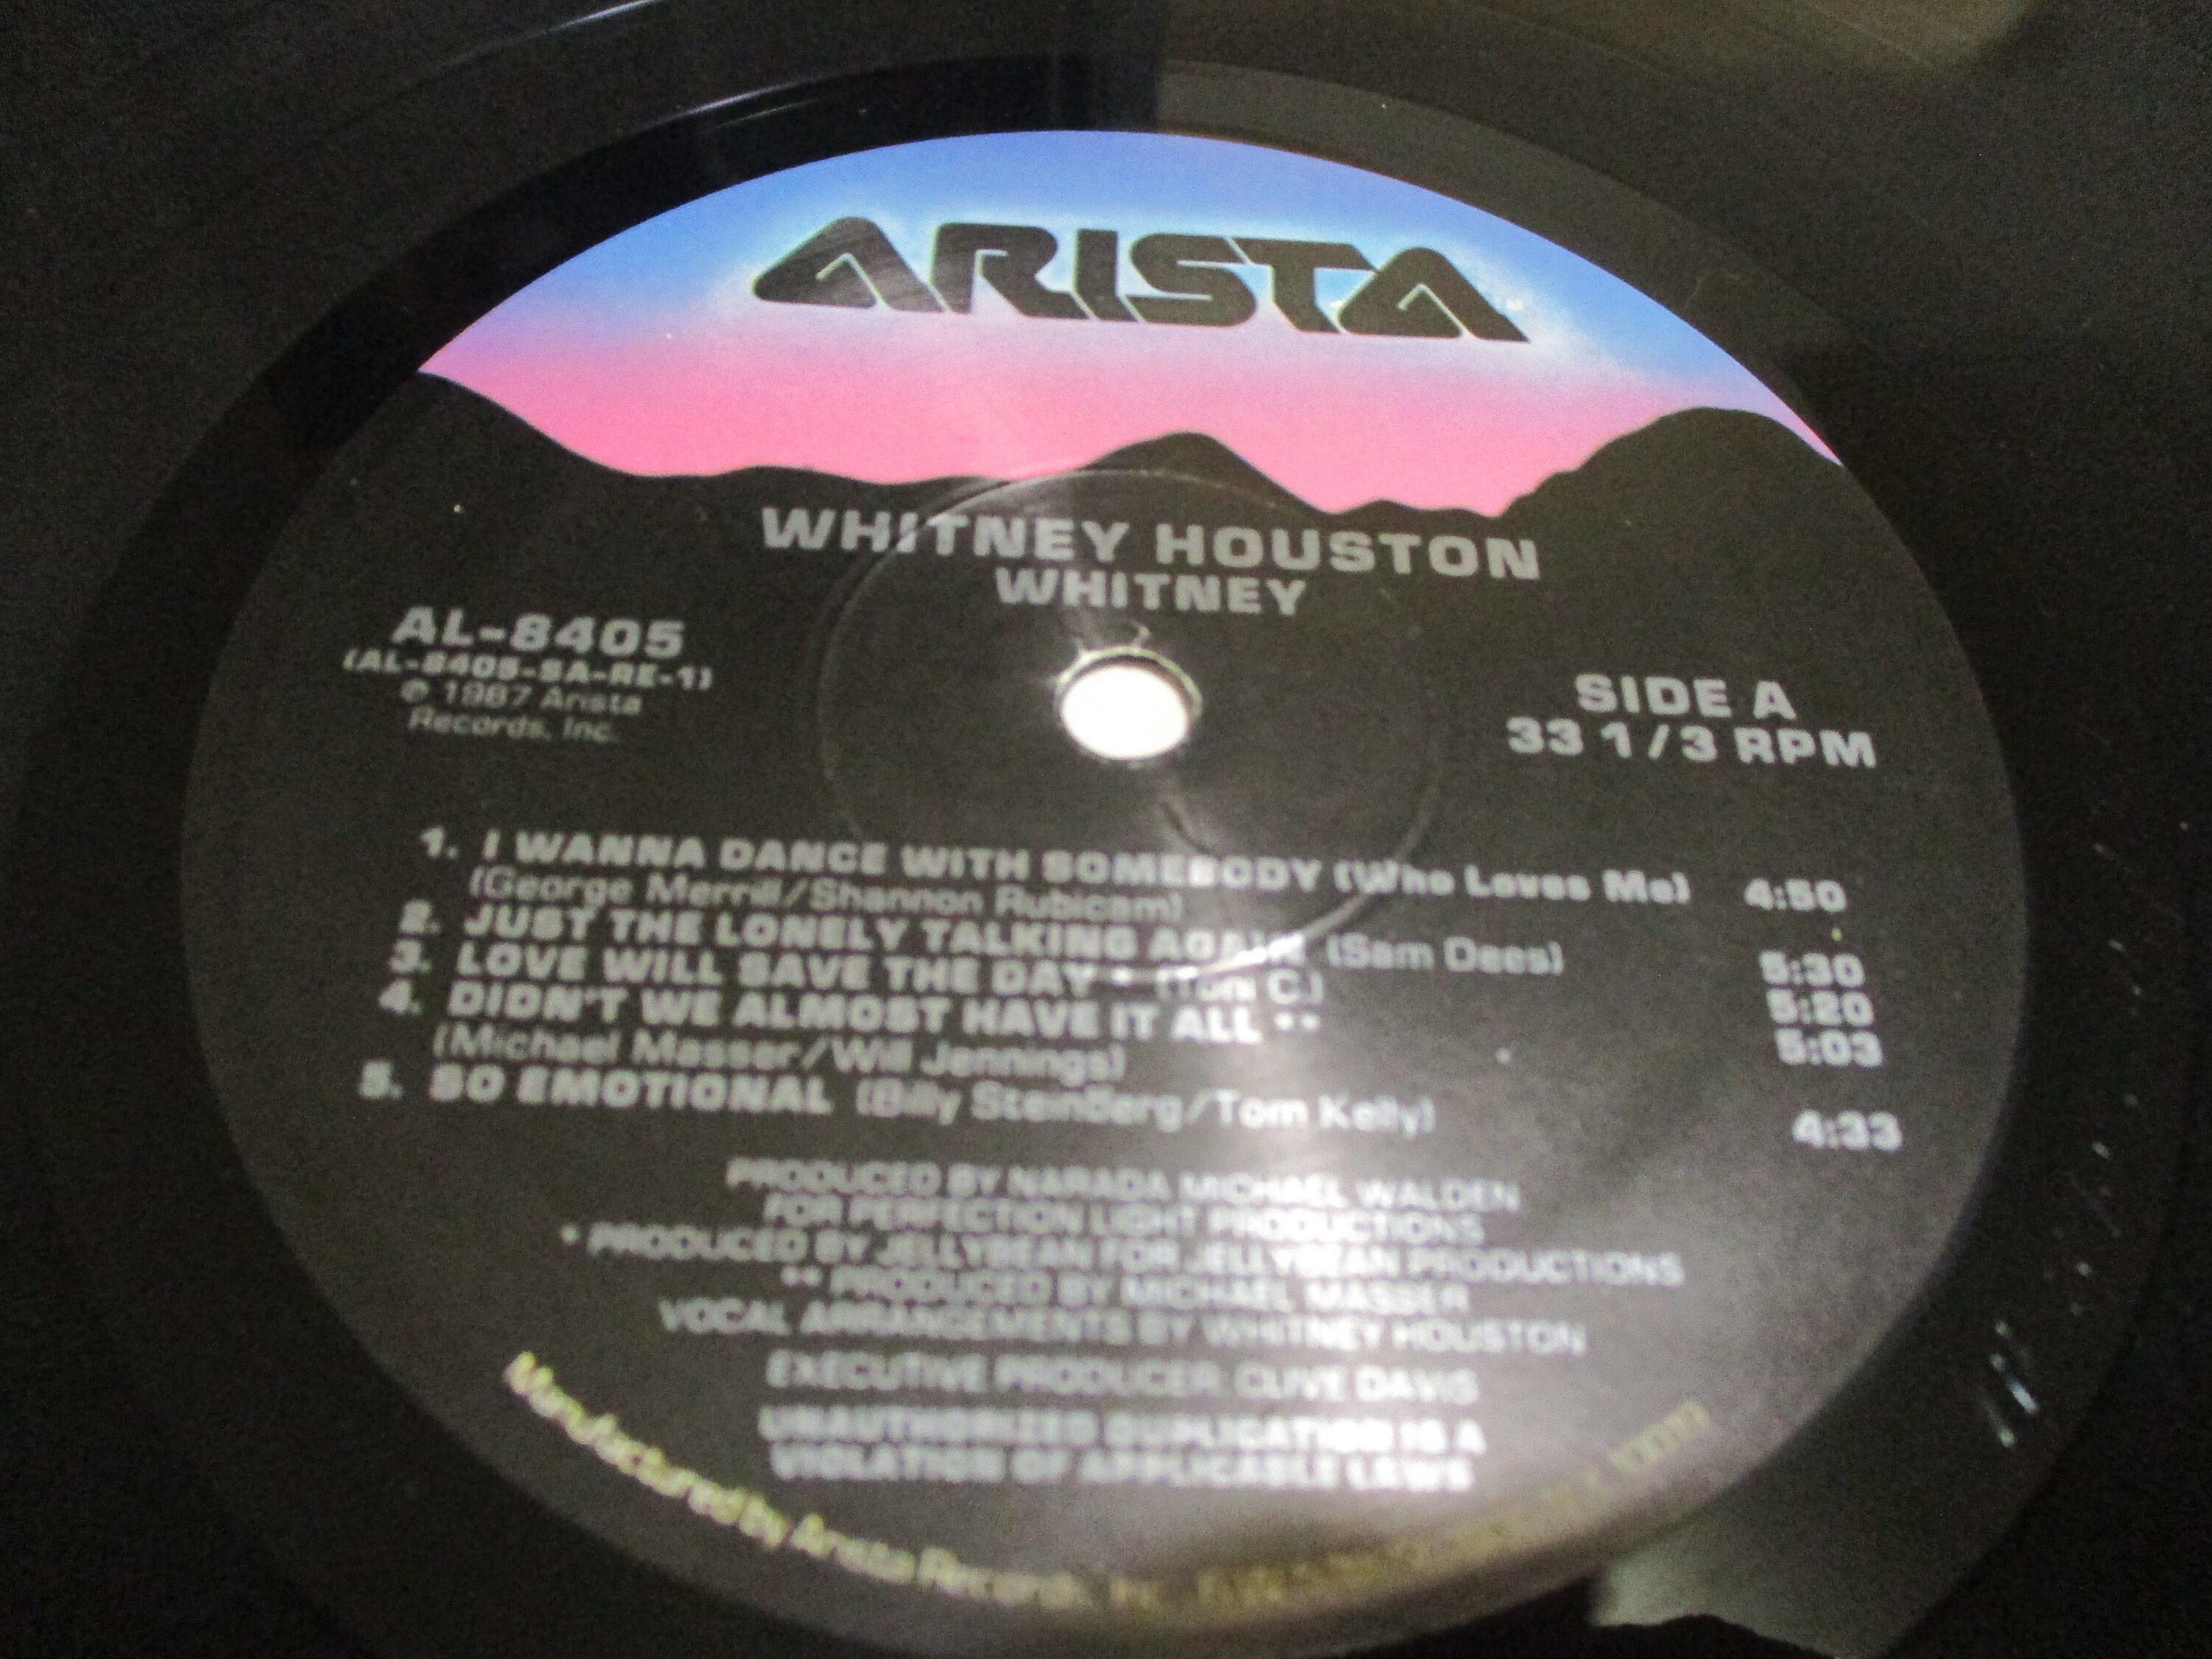 ARISTA
WHITNEY HOUSTON
WHITNEY
AL-8405
(AL-8405-SA-RE-1)
℗ 1987 Arista
Records, Inc.
SIDE A
33 1/3 RPM
1. I WANNA DANCE WITH SOMEBODY (Who Loves Me) 4:50
(George Merrill/Shannon Rubicam)
2. JUST THE LONELY TALKING AGAIN (Sam Dees) 5:30
3. LOVE WILL SAVE THE DAY * (Toni C.) 5:20
4. DIDN'T WE ALMOST HAVE IT ALL ** 5:03
(Michael Masser/Will Jennings)
5. SO EMOTIONAL (Billy Steinberg/Tom Kelly) 4:33
PRODUCED BY NARADA MICHAEL WALDEN
FOR PERFECTION LIGHT PRODUCTIONS
* PRODUCED BY JELLYBEAN FOR JELLYBEAN PRODUCTIONS
** PRODUCED BY MICHAEL MASSER
VOCAL ARRANGEMENTS BY WHITNEY HOUSTON
EXECUTIVE PRODUCER: CLIVE DAVIS
UNAUTHORIZED DUPLICATION IS A
VIOLATION OF APPLICABLE LAWS
Manufactured by Arista Records, Inc.